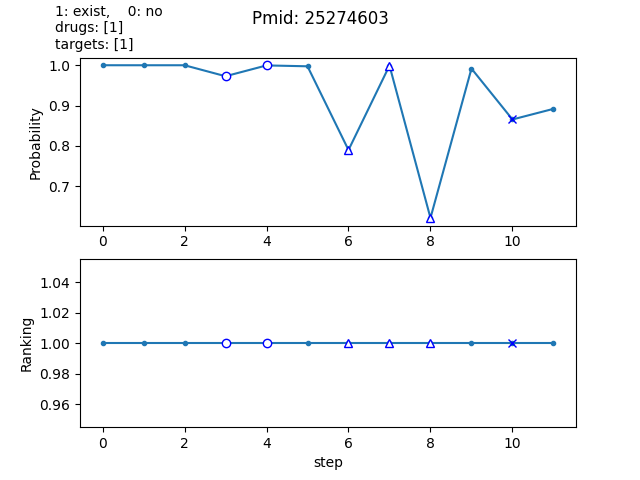 1: exist,    0: no
drugs: [1]
targets: [1]
Pmid: 25274603
Probability
1.0
0.9
0.8
0.7
0 2 4 6 8 10
Ranking
1.04
1.02
1.00
0.98
0.96
0 2 4 6 8 10
step